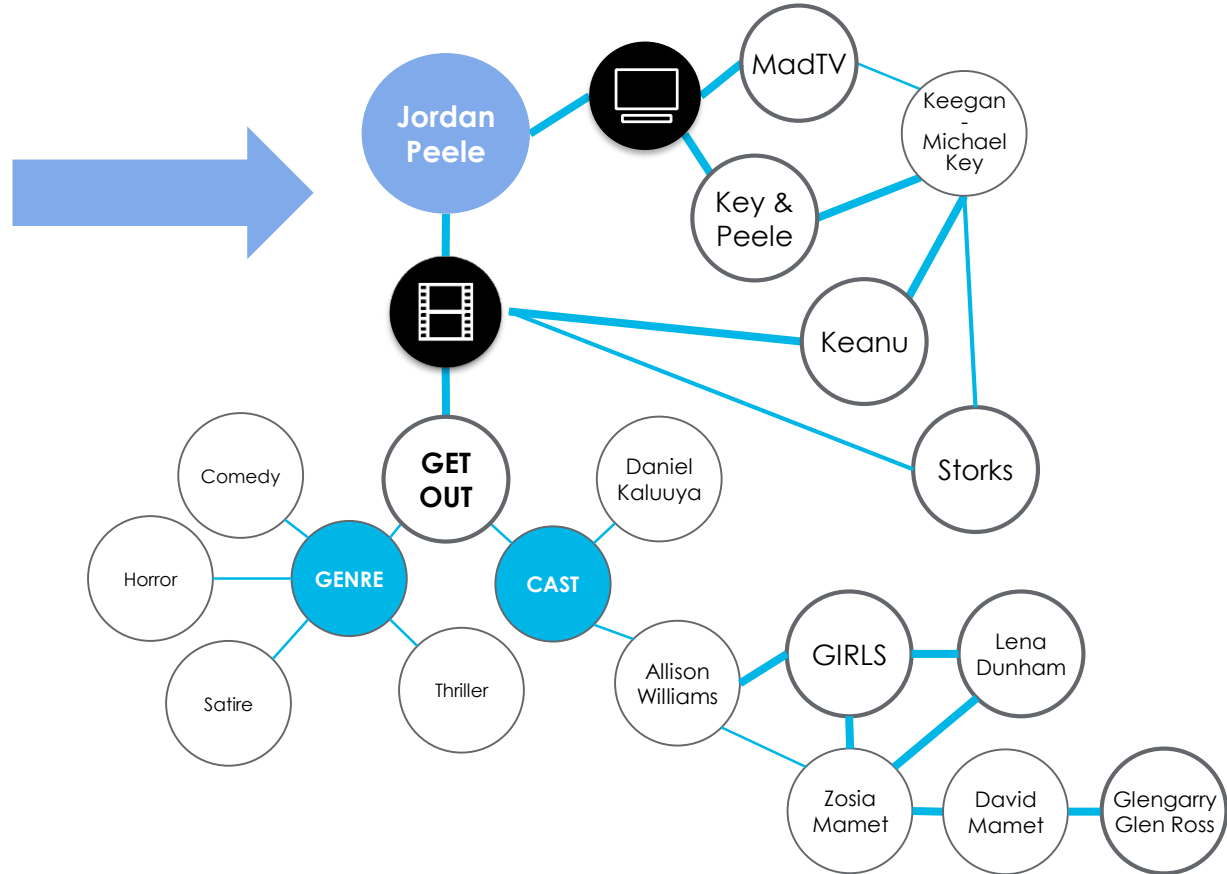 Jordan
Peele
MadTV
Keegan
-
Michael
Key
Key &
Peele
Keanu
Storks
GET
OUT
Comedy
Horror
GENRE
Satire
Thriller
CAST
Daniel
Kaluuya
Allison
Williams
GIRLS
Lena
Dunham
Zosia
Mamet
David
Mamet
Glengarry
Glen Ross